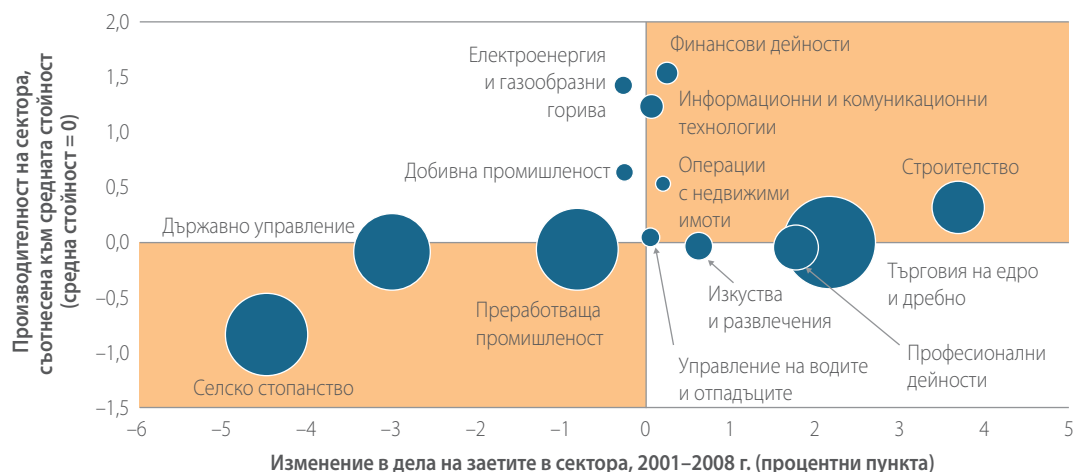 Производителност на сектора,
съотнесена към средната стойност
(средна стойност = 0)
2,0
1,5
1,0
0,5
0,0
–0,5
–1,0
–1,5
Електроенергия
и газообразни
горива
Финансови дейности
Информационни и комуникационни
технологии
Добивна промишленост
Операции
с недвижими
имоти
Строителство
Държавно управление
Преработваща
промишленост
Изкуства
и развлечения
Търговия на едро
и дребно
Управление на водите
и отпадъците
Професионални
дейности
Селско стопанство
–6
–5
–4
–3
–2
–1
0
1
2
3
4
5
Изменение в дела на заетите в сектора, 2001–2008 г. (процентни пункта)